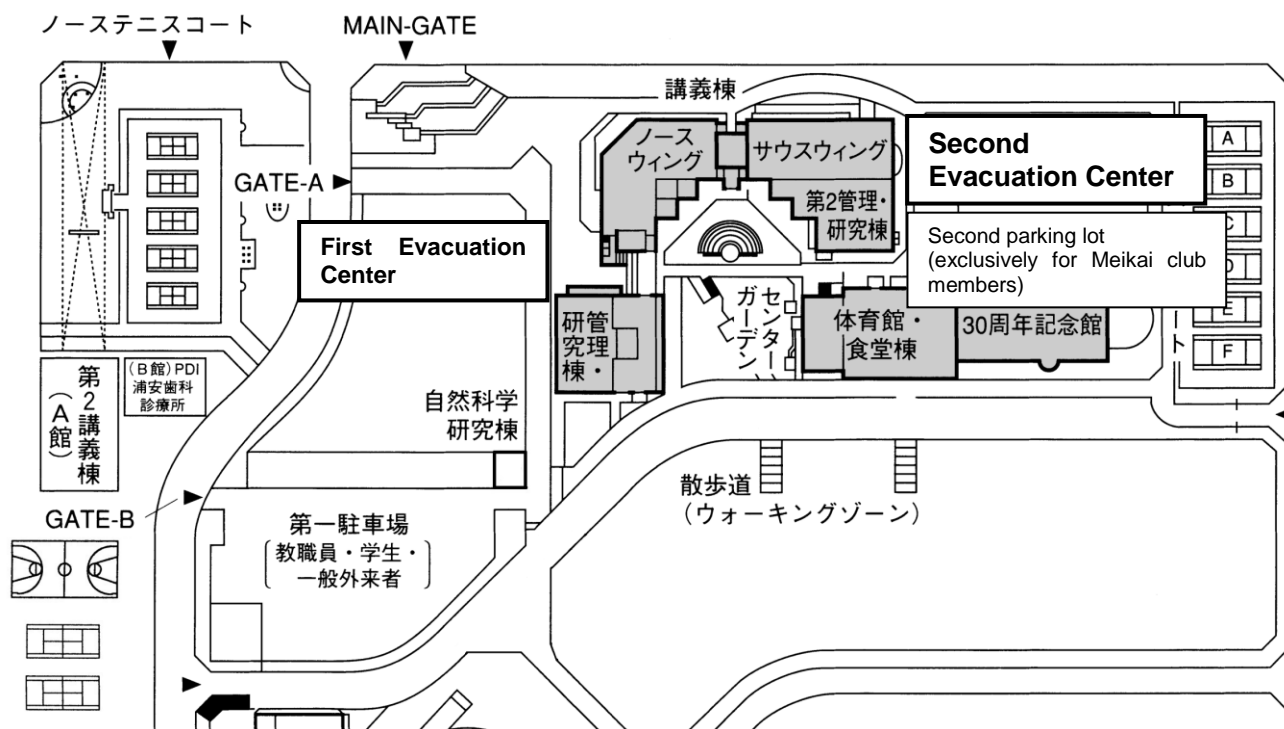 ノーステニスコート
MAIN-GATE
講義棟
ノース
ウィング
サウスウィング
第2管理・
研究棟
Second
Evacuation Center
Second parking lot
(exclusively for Meikai club
members)
A
B
C
D
E
F
ート
GATE-A
First Evacuation
Center
研究棟・
管理
センター
ガーデン
体育館・
食堂棟
30周年記念館
第2講義棟
(A館)
(B館)PDI
浦安歯科
診療所
自然科学
研究棟
散歩道
(ウォーキングゾーン)
GATE-B
第一駐車場
教職員・学生・
一般外来者